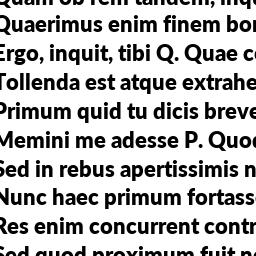 Quam ob rem tandem, inqu
Quaerimus enim finem bon
Ergo, inquit, tibi Q. Quae c
Tollenda est atque extrahe
Primum quid tu dicis breve
Memini me adesse P. Quo
Sed in rebus apertissimis n
Nunc haec primum fortass
Res enim concurrent contr
Sed quod proximum fuit n